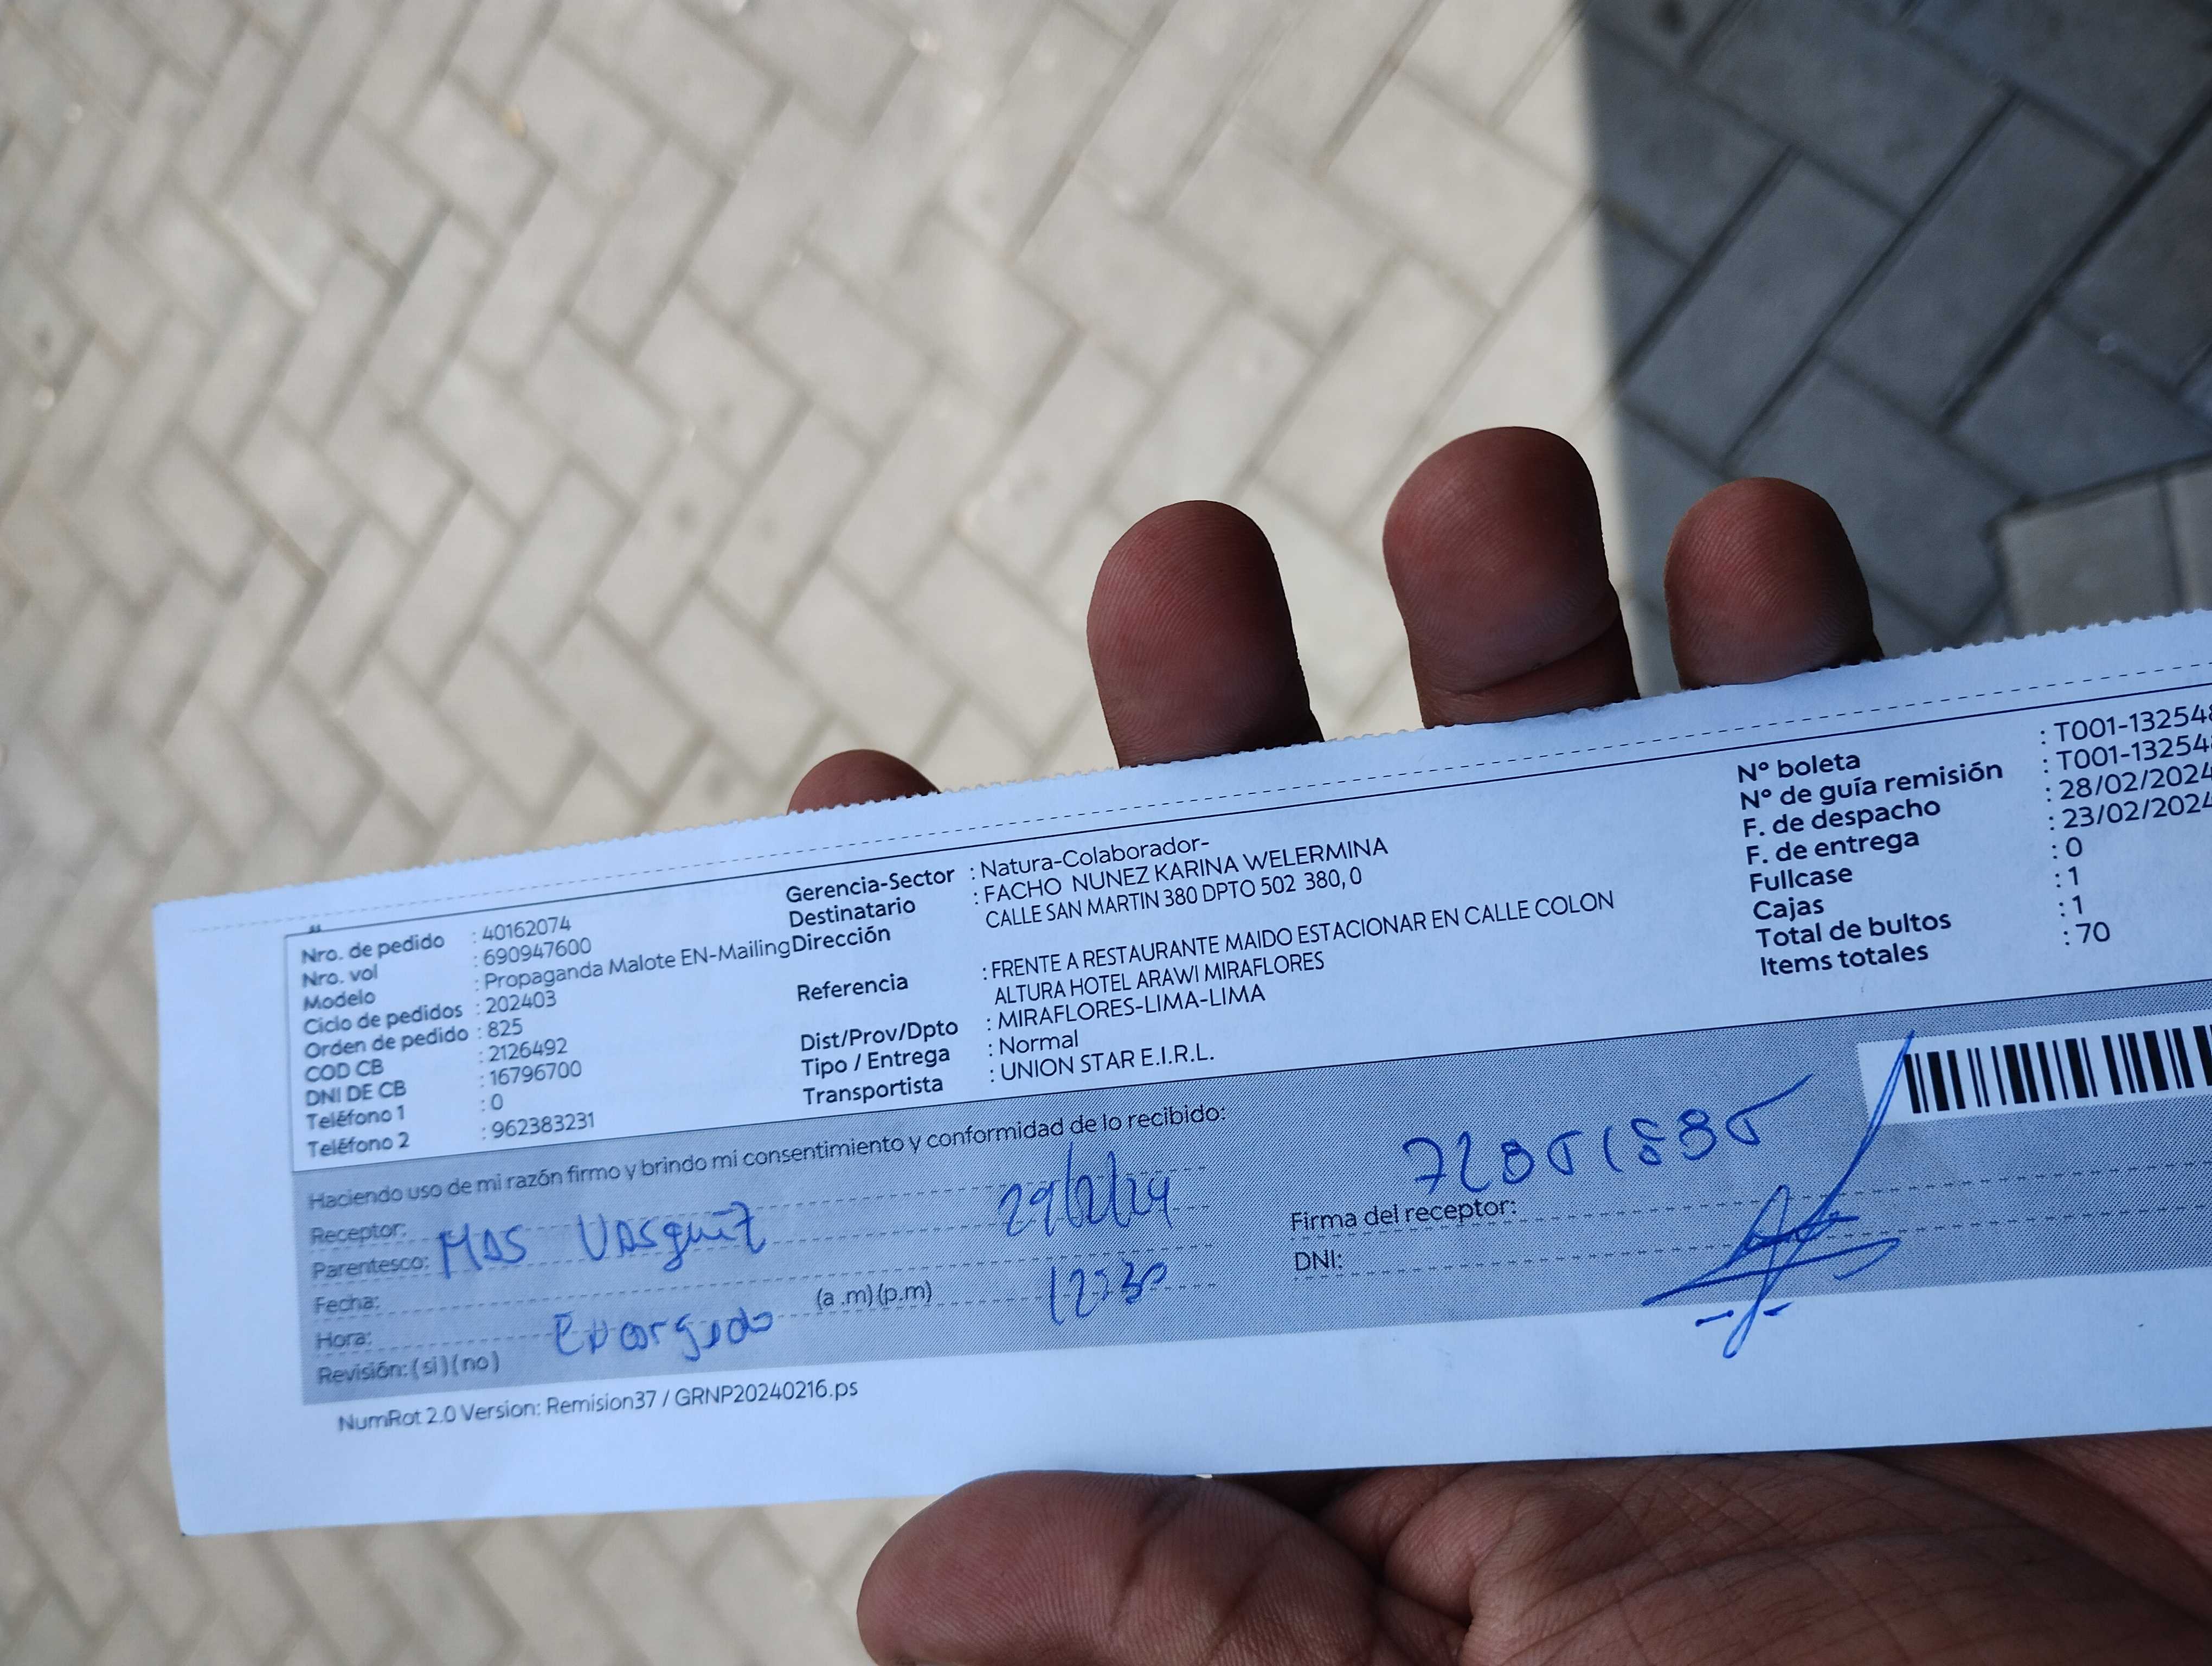 Nro. de pedido : 40162074
Nro. vol : 690947600
Modelo : Propaganda Malote EN-Mailing
Ciclo de pedidos : 202403
Orden de pedido : 825
COD CB : 2126492
DNI DE CB : 16796700
Teléfono 1 : 0
Teléfono 2 : 962383231
Gerencia-Sector : Natura-Colaborador-
Destinatario : FACHO NUNEZ KARINA WELERMINA
Dirección CALLE SAN MARTIN 380 DPTO 502 380, 0
Referencia : FRENTE A RESTAURANTE MAIDO ESTACIONAR EN CALLE COLON
ALTURA HOTEL ARAWI MIRAFLORES
Dist/Prov/Dpto : MIRAFLORES-LIMA-LIMA
Tipo / Entrega : Normal
Transportista : UNION STAR E.I.R.L.
Nº boleta : T001-132548
Nº de guía remisión : T001-13254
F. de despacho : 28/02/2024
F. de entrega : 23/02/2024
Fullcase : 0
Cajas : 1
Total de bultos : 1
Items totales : 70
Haciendo uso de mi razón firmo y brindo mi consentimiento y conformidad de lo recibido:
Receptor:
Parentesco: MAS Vasquez 29/2/24
Fecha:
Hora: Encargado (a .m)(p.m) 12:30
Revisión: (si)(no)
Firma del receptor:
DNI:
NumRot 2.0 Version: Remision37 / GRNP20240216.ps